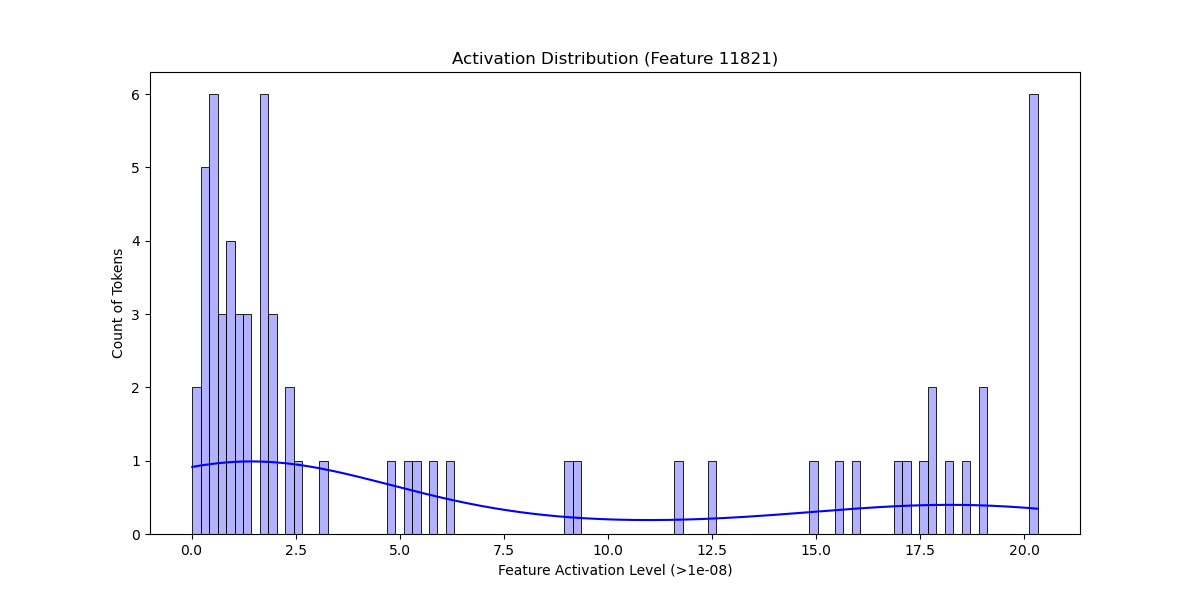 Activation Distribution (Feature 11821)
Count of Tokens
6
5
4
3
2
1
0
0.0 2.5 5.0 7.5 10.0 12.5 15.0 17.5 20.0
Feature Activation Level (>1e-08)